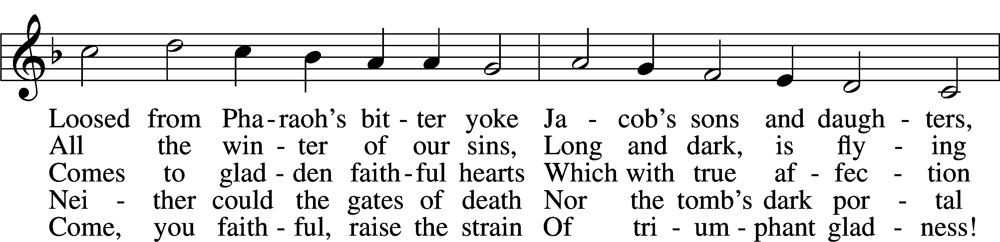 Loosed from Pha - raoh’s bit - ter yoke Ja - cob’s sons and daugh - ters,
All the win - ter of our sins, Long and dark, is fly - ing
Comes to glad - den faith - ful hearts Which with true af - fec - tion
Nei - ther could the gates of death Nor the tomb’s dark por - tal
Come, you faith - ful, raise the strain Of tri - um - phant glad - ness!